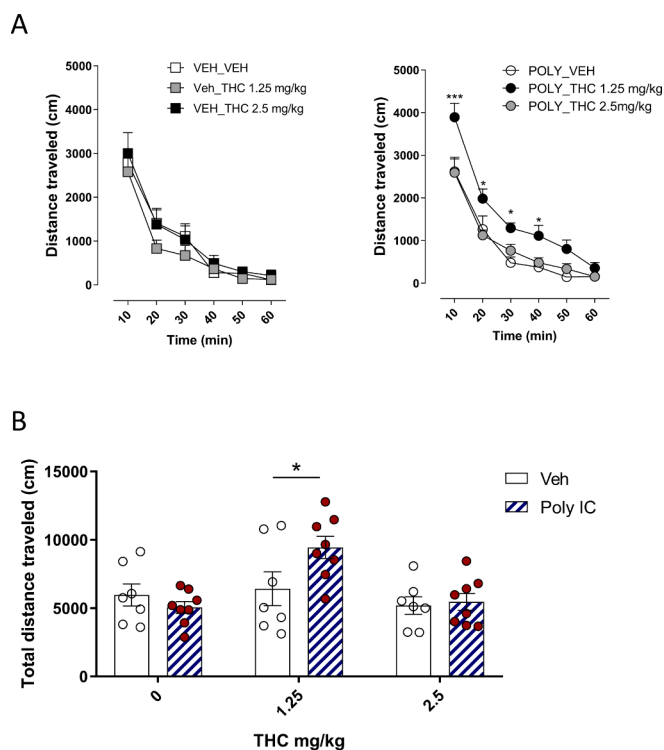 A
VEH_VEH
Veh_THC 1.25 mg/kg
VEH_THC 2.5 mg/kg
Distance traveled (cm)
5000
4000
3000
2000
1000
0
10 20 30 40 50 60
Time (min)
POLY_VEH
POLY_THC 1.25 mg/kg
POLY_THC 2.5mg/kg
Distance traveled (cm)
5000
4000
3000
2000
1000
0
***
* * *
10 20 30 40 50 60
Time (min)
B
Total distance traveled (cm)
15000
10000
5000
0
*
Veh
Poly IC
0 1.25 2.5
THC mg/kg